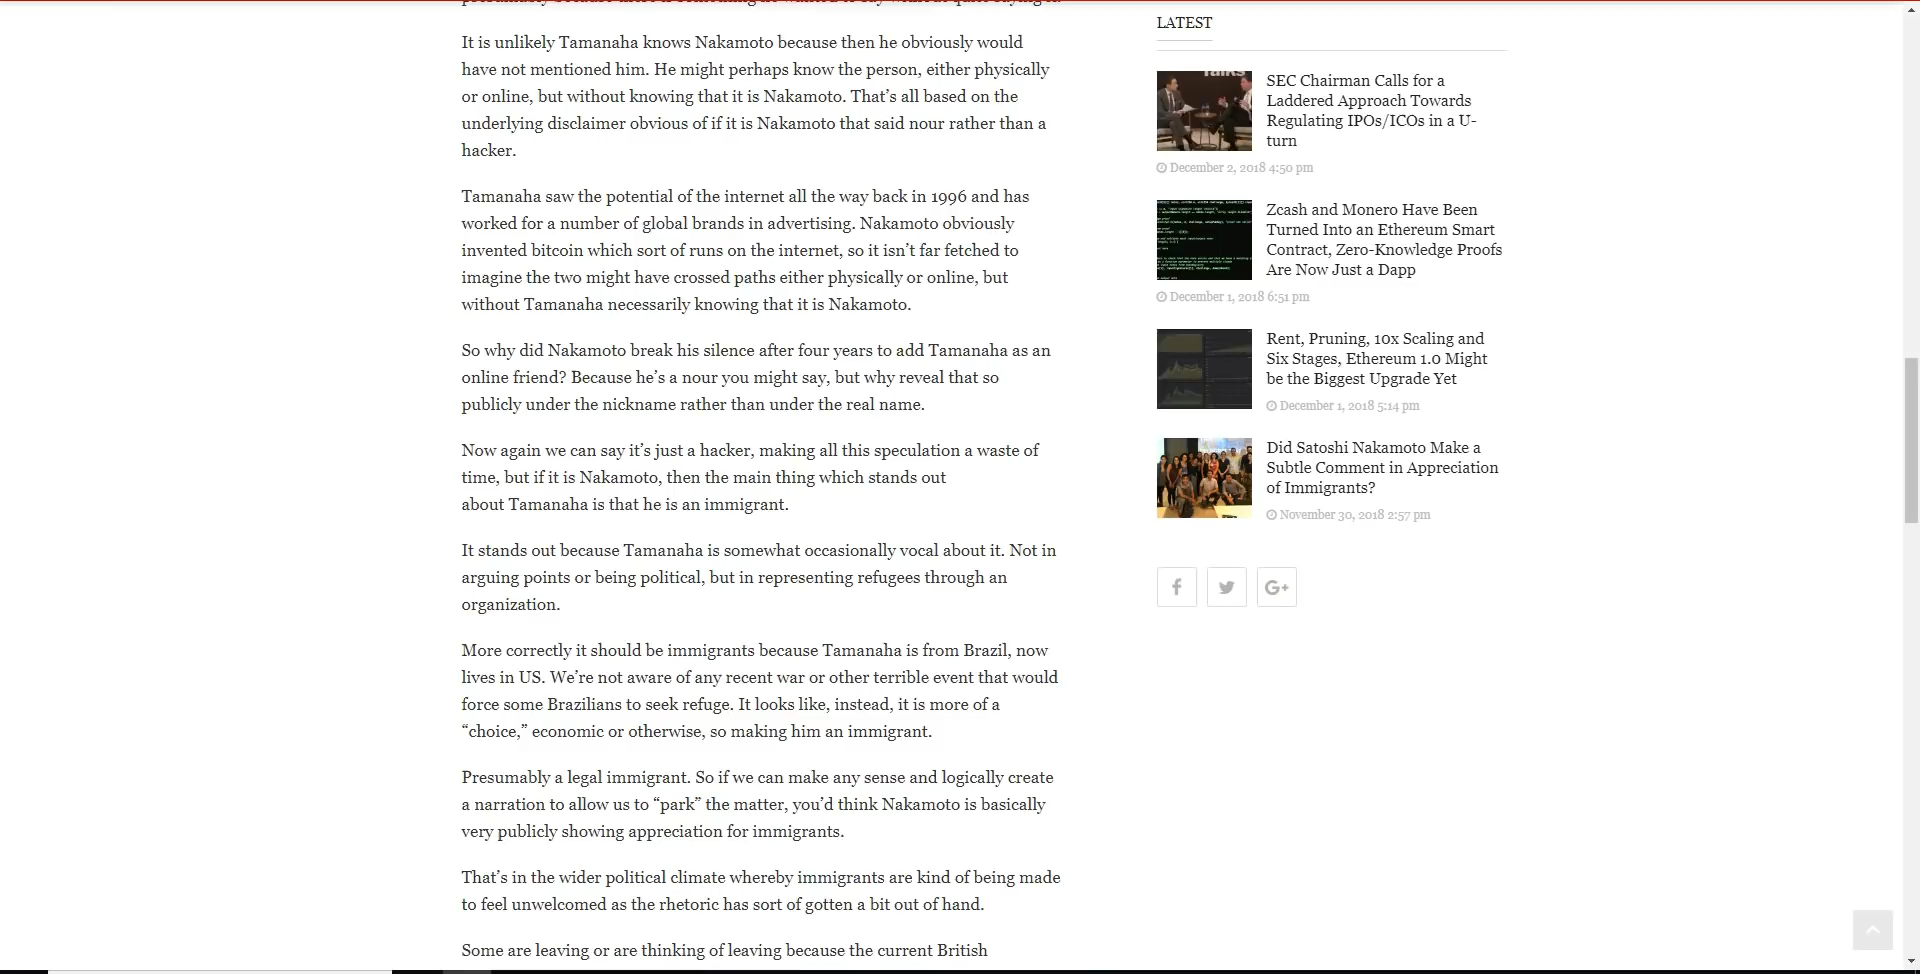 It is unlikely Tamanaha knows Nakamoto because then he obviously would
have not mentioned him. He might perhaps know the person, either physically
or online, but without knowing that it is Nakamoto. That’s all based on the
underlying disclaimer obvious of if it is Nakamoto that said nour rather than a
hacker.
Tamanaha saw the potential of the internet all the way back in 1996 and has
worked for a number of global brands in advertising. Nakamoto obviously
invented bitcoin which sort of runs on the internet, so it isn’t far fetched to
imagine the two might have crossed paths either physically or online, but
without Tamanaha necessarily knowing that it is Nakamoto.
So why did Nakamoto break his silence after four years to add Tamanaha as an
online friend? Because he’s a nour you might say, but why reveal that so
publicly under the nickname rather than under the real name.
Now again we can say it’s just a hacker, making all this speculation a waste of
time, but if it is Nakamoto, then the main thing which stands out
about Tamanaha is that he is an immigrant.
It stands out because Tamanaha is somewhat occasionally vocal about it. Not in
arguing points or being political, but in representing refugees through an
organization.
More correctly it should be immigrants because Tamanaha is from Brazil, now
lives in US. We’re not aware of any recent war or other terrible event that would
force some Brazilians to seek refuge. It looks like, instead, it is more of a
“choice,” economic or otherwise, so making him an immigrant.
Presumably a legal immigrant. So if we can make any sense and logically create
a narration to allow us to “park” the matter, you’d think Nakamoto is basically
very publicly showing appreciation for immigrants.
That’s in the wider political climate whereby immigrants are kind of being made
to feel unwelcomed as the rhetoric has sort of gotten a bit out of hand.
Some are leaving or are thinking of leaving because the current British
LATEST
Talks
SEC Chairman Calls for a
Laddered Approach Towards
Regulating IPOs/ICOs in a U-
turn
December 2, 2018 4:50 pm
Zcash and Monero Have Been
Turned Into an Ethereum Smart
Contract, Zero-Knowledge Proofs
Are Now Just a Dapp
December 1, 2018 6:51 pm
Rent, Pruning, 10x Scaling and
Six Stages, Ethereum 1.0 Might
be the Biggest Upgrade Yet
December 1, 2018 5:14 pm
Did Satoshi Nakamoto Make a
Subtle Comment in Appreciation
of Immigrants?
November 30, 2018 2:57 pm
f
G+